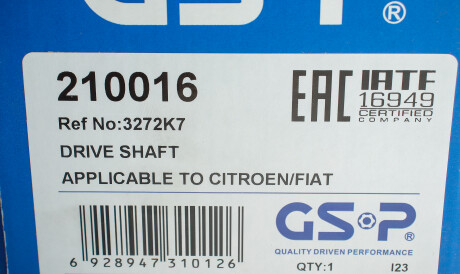 GSP
210016
EAC
IATF
16949
CERTIFIED
COMPANY
Ref No:3272K7
DRIVE SHAFT
APPLICABLE TO CITROEN/FIAT
6 928947 310126
GSP
QUALITY DRIVEN PERFORMANCE
QTY:1 I23